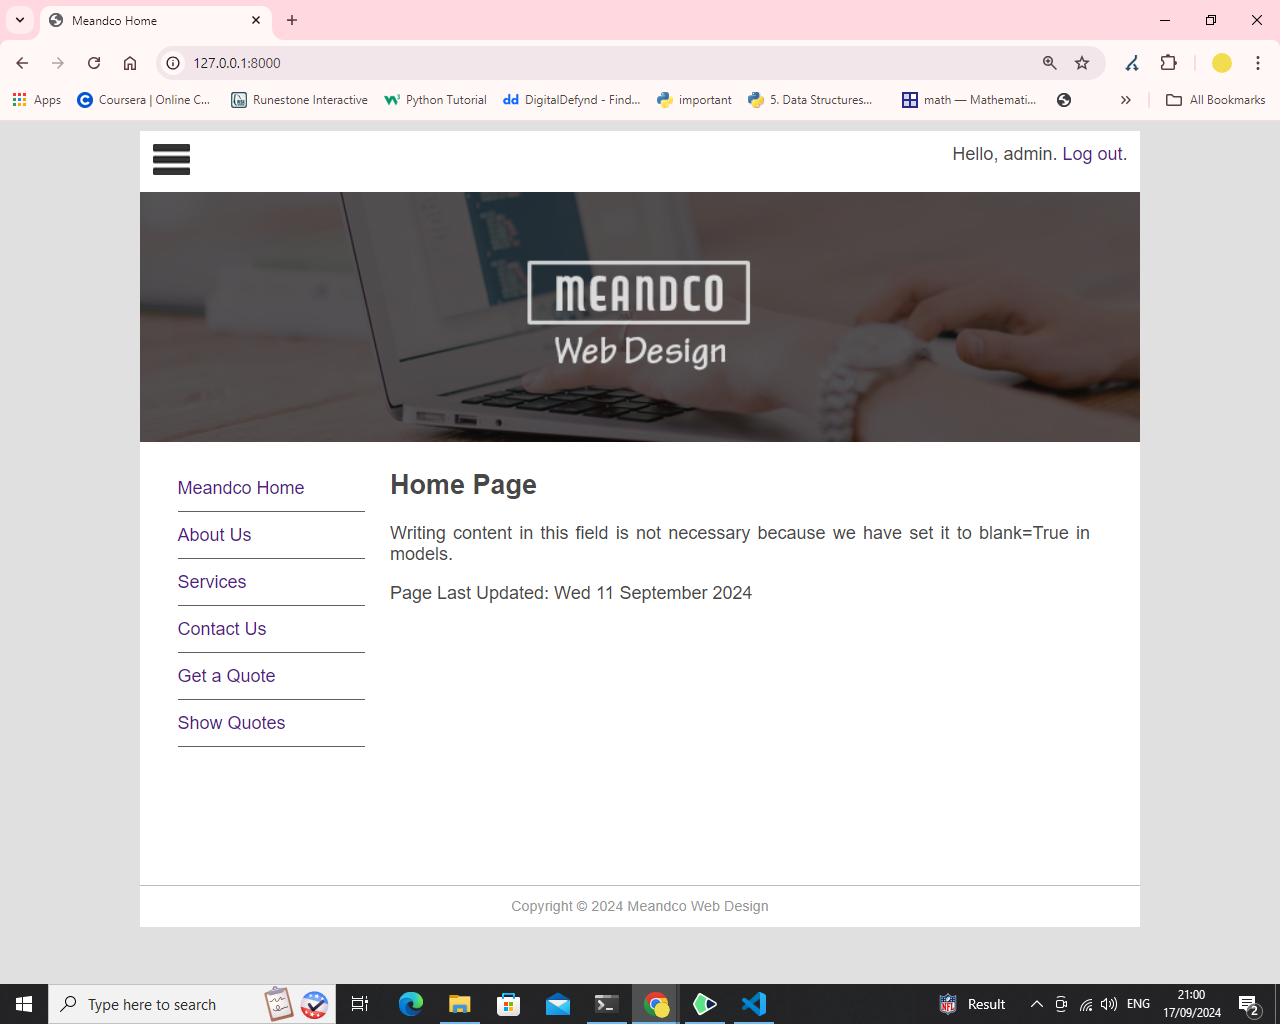 Meandco Home
127.0.0.1:8000
Apps
Coursera | Online C...
Runestone Interactive
Python Tutorial
DigitalDefynd - Find...
important
5. Data Structures...
math — Mathemati...
All Bookmarks
Hello, admin. Log out.
MEANDCO
Web Design
Meandco Home
About Us
Services
Contact Us
Get a Quote
Show Quotes
Home Page
Writing content in this field is not necessary because we have set it to blank=True in
models.
Page Last Updated: Wed 11 September 2024
Copyright © 2024 Meandco Web Design
Type here to search
Result
ENG
21:00
17/09/2024
2